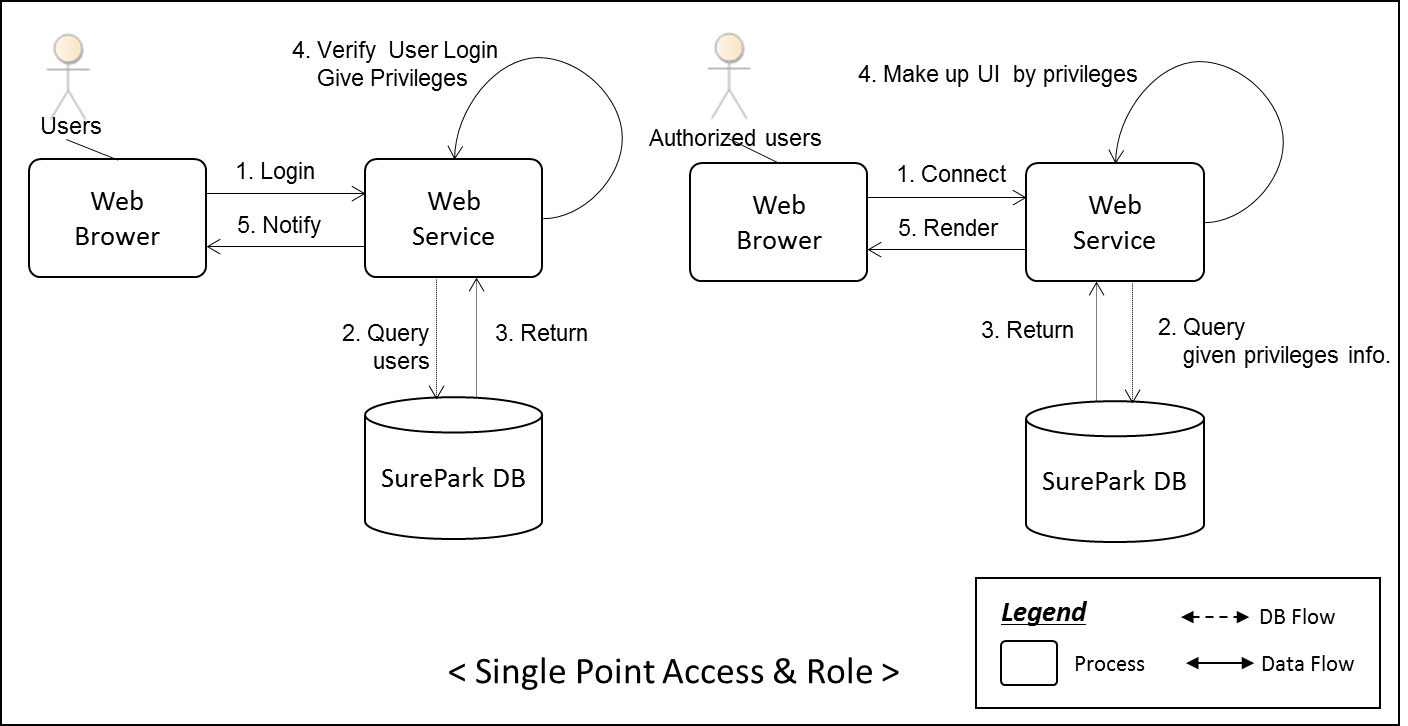 4. Verify User Login
Give Privileges
Users
1. Login
5. Notify
Web
Brower
Web
Service
2. Query
users
3. Return
SurePark DB
4. Make up UI by privileges
Authorized users
1. Connect
5. Render
Web
Brower
Web
Service
3. Return
2. Query
given privileges info.
SurePark DB
Legend
DB Flow
Process
Data Flow
< Single Point Access & Role >